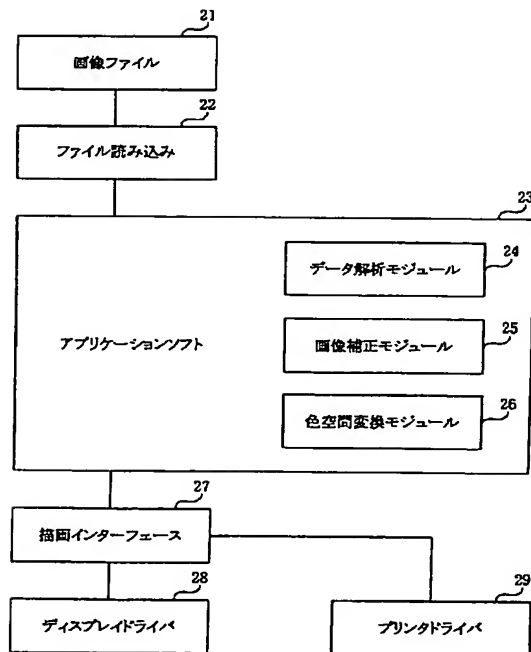 21
画像ファイル
22
ファイル読み込み
23
24
データ解析モジュール
アプリケーションソフト
25
画像補正モジュール
26
色空間変換モジュール
27
描画インターフェース
28
ディスプレイドライバ
29
プリンタドライバ